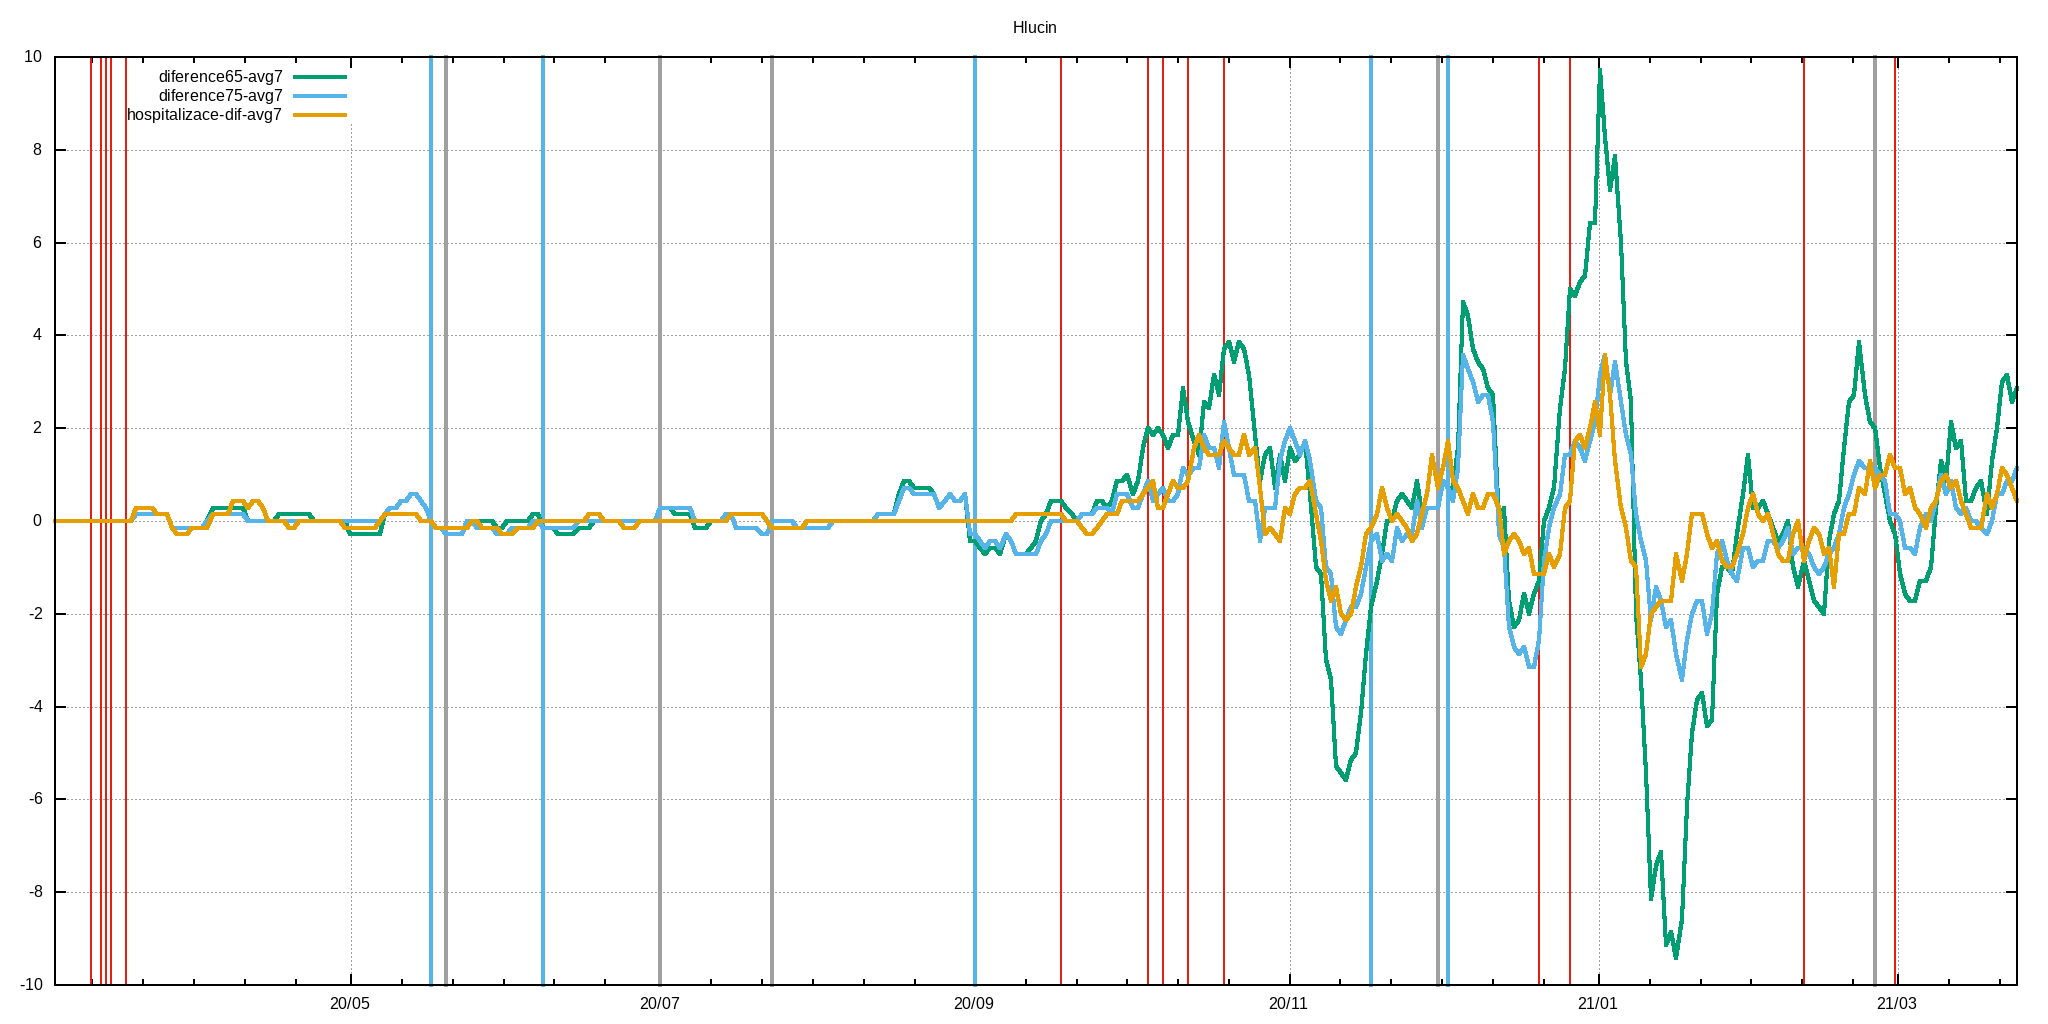 Hlucin
10
diference65-avg7
diference75-avg7
hospitalizace-dif-avg7
8
6
4
2
0
-2
-4
-6
-8
-10
20/05 20/07 20/09 20/11 21/01 21/03